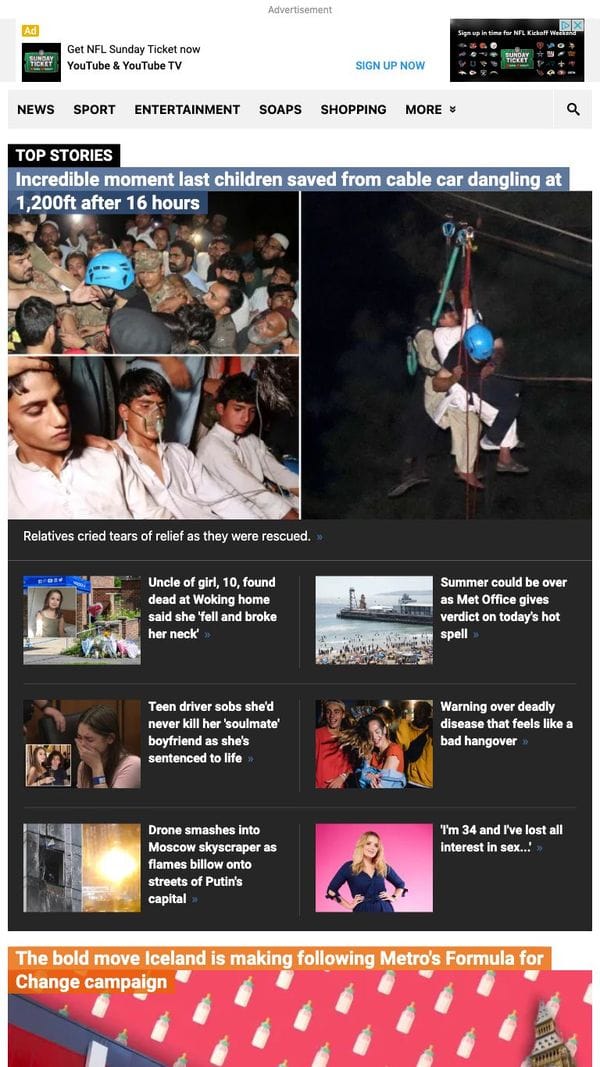 Advertisement
Ad
Get NFL Sunday Ticket now
YouTube & YouTube TV
SIGN UP NOW
Sign up in time for NFL Kickoff Weekend
SUNDAY
TICKET
SUNDAY
TICKET
NEWS SPORT ENTERTAINMENT SOAPS SHOPPING MORE
TOP STORIES
Incredible moment last children saved from cable car dangling at
1,200ft after 16 hours
Relatives cried tears of relief as they were rescued. »
Uncle of girl, 10, found
dead at Woking home
said she 'fell and broke
her neck' »
Summer could be over
as Met Office gives
verdict on today's hot
spell »
Teen driver sobs she'd
never kill her 'soulmate'
boyfriend as she's
sentenced to life »
Warning over deadly
disease that feels like a
bad hangover »
Drone smashes into
Moscow skyscraper as
flames billow onto
streets of Putin's
capital »
'I'm 34 and I've lost all
interest in sex...' »
The bold move Iceland is making following Metro's Formula for
Change campaign